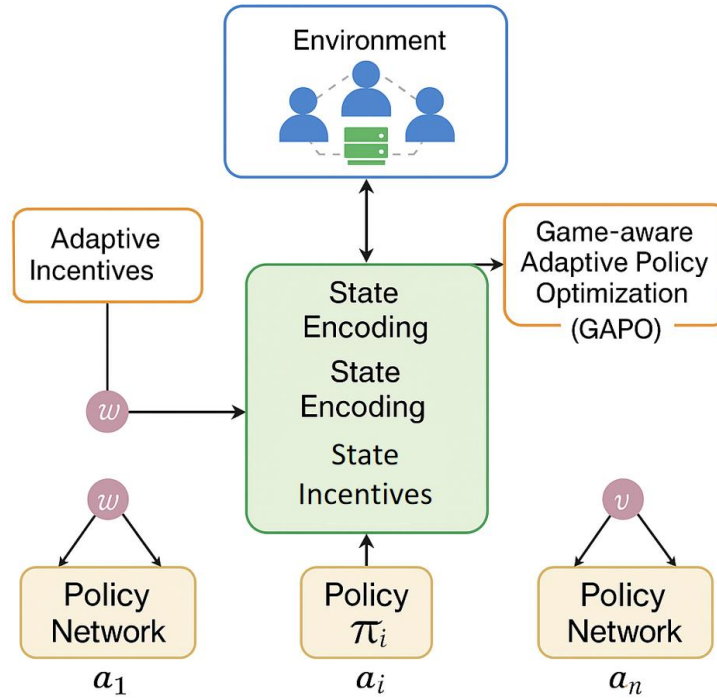 Environment
Adaptive
Incentives
Game-aware
Adaptive Policy
Optimization
(GAPO)
State
Encoding
State
Encoding
State
Incentives
w
w
v
Policy
Network
Policy
πi
Policy
Network
a1
ai
an